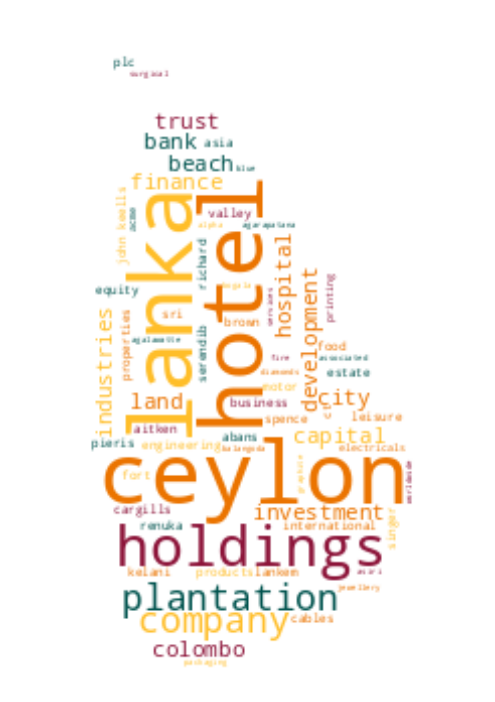 plc
surgical
trust
bank
asia
beach
blue
finance
john keells
acme
lanka
hotel
valley
alpha
agarapatana
richard
hospital
equity
sri
brown
services
printing
development
industries
properties
agalawatte
serendib
food
fire
associated
diamonds
estate
motor
land
business
city
aitken
spence
leisure
pieris
engineering
abans
balangoda
capital
electricals
ceylon
fort
graphite
worldwide
cargills
investment
renuka
international
singer
holdings
kelani
products
lankem
asiri
jewellery
plantation
company
cables
colombo
packaging